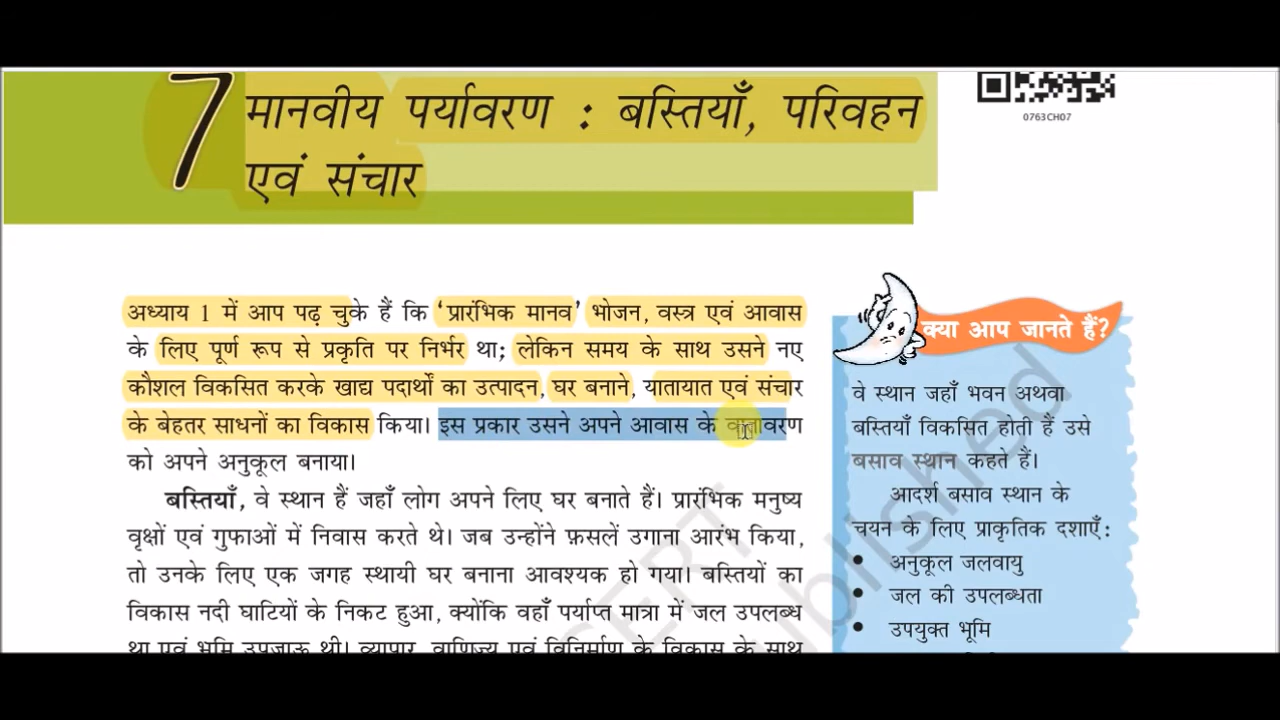 7 मानवीय पर्यावरण : बस्तियाँ, परिवहन
एवं संचार
0763CH07
अध्याय 1 में आप पढ़ चुके हैं कि ‘प्रारंभिक मानव’ भोजन, वस्त्र एवं आवास
के लिए पूर्ण रूप से प्रकृति पर निर्भर था; लेकिन समय के साथ उसने नए
कौशल विकसित करके खाद्य पदार्थों का उत्पादन, घर बनाने, यातायात एवं संचार
के बेहतर साधनों का विकास किया। इस प्रकार उसने अपने आवास के वातावरण
को अपने अनुकूल बनाया।
बस्तियाँ, वे स्थान हैं जहाँ लोग अपने लिए घर बनाते हैं। प्रारंभिक मनुष्य
वृक्षों एवं गुफाओं में निवास करते थे। जब उन्होंने फ़सलें उगाना आरंभ किया,
तो उनके लिए एक जगह स्थायी घर बनाना आवश्यक हो गया। बस्तियों का
विकास नदी घाटियों के निकट हुआ, क्योंकि वहाँ पर्याप्त मात्रा में जल उपलब्ध
था एवं भूमि उपजाऊ थी। व्यापार, वाणिज्य एवं विनिर्माण के विकास के साथ
क्या आप जानते हैं?
वे स्थान जहाँ भवन अथवा
बस्तियाँ विकसित होती हैं उसे
बसाव स्थान कहते हैं।
आदर्श बसाव स्थान के
चयन के लिए प्राकृतिक दशाएँ:
• अनुकूल जलवायु
• जल की उपलब्धता
• उपयुक्त भूमि